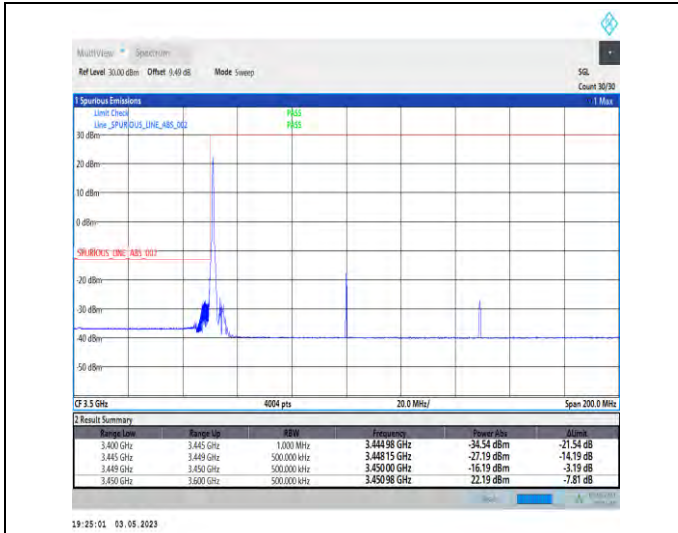 MultiView Spectrum
Ref Level 30.00 dBm Offset 9.49 dB Mode Sweep SGL
Count 30/30
1 Spurious Emissions 1 Max
Limit Check PASS
Line _SPURIOUS_LINE_ABS_002 PASS
30 dBm
20 dBm
10 dBm
0 dBm
_SPURIOUS_LINE_ABS_002
-20 dBm
-30 dBm
-40 dBm
-50 dBm
CF 3.5 GHz 4004 pts 20.0 MHz/ Span 200.0 MHz
2 Result Summary
Range Low Range Up RBW Frequency Power Abs ΔLimit
3.400 GHz 3.445 GHz 1.000 MHz 3.444 98 GHz -34.54 dBm -21.54 dB
3.445 GHz 3.449 GHz 500.000 kHz 3.448 15 GHz -27.19 dBm -14.19 dB
3.449 GHz 3.450 GHz 500.000 kHz 3.450 00 GHz -16.19 dBm -3.19 dB
3.450 GHz 3.600 GHz 500.000 kHz 3.450 98 GHz 22.19 dBm -7.81 dB
19:25:01 03.05.2023